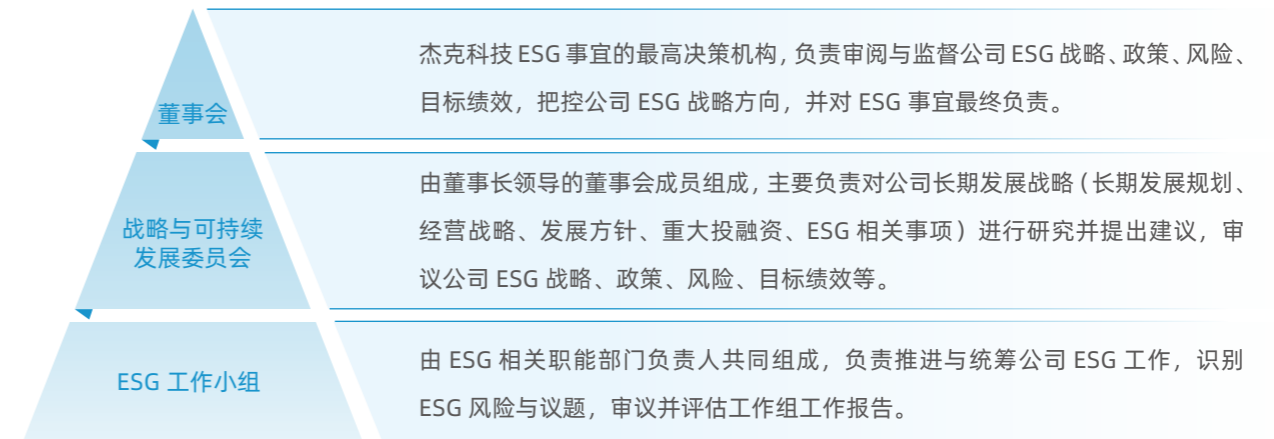 董事会
杰克科技 ESG 事宜的最高决策机构，负责审阅与监督公司 ESG 战略、政策、风险、
目标绩效，把控公司 ESG 战略方向，并对 ESG 事宜最终负责。
战略与可持续
发展委员会
由董事长领导的董事会成员组成，主要负责对公司长期发展战略（长期发展规划、
经营战略、发展方针、重大投融资、ESG 相关事项）进行研究并提出建议，审
议公司 ESG 战略、政策、风险、目标绩效等。
ESG 工作小组
由 ESG 相关职能部门负责人共同组成，负责推进与统筹公司 ESG 工作，识别
ESG 风险与议题，审议并评估工作组工作报告。